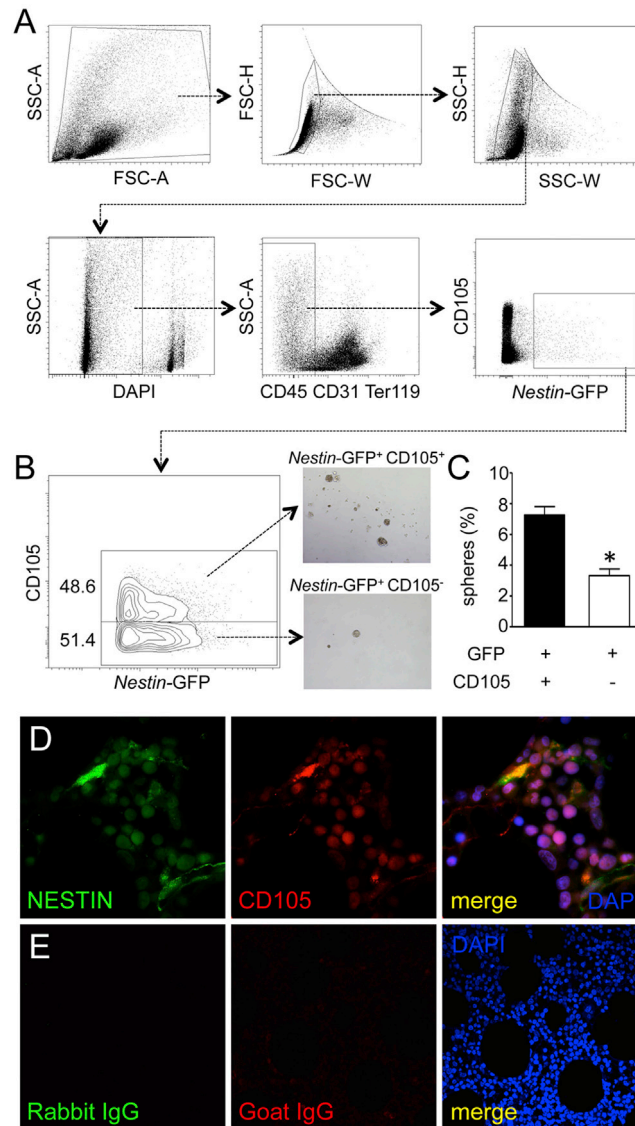 A
SSC-A
FSC-A
FSC-H
FSC-W
SSC-H
SSC-W
SSC-A
DAPI
SSC-A
CD45 CD31 Ter119
CD105
Nestin-GFP
B
CD105
48.6
51.4
Nestin-GFP
Nestin-GFP+ CD105+
Nestin-GFP+ CD105-
C
spheres (%)
10
8
6
4
2
0
*
GFP + +
CD105 + -
D
NESTIN
CD105
merge
DAPI
E
Rabbit IgG
Goat IgG
DAPI
merge